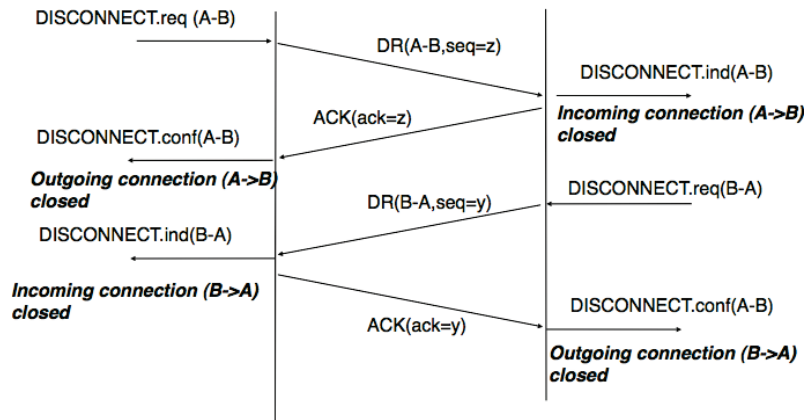 DISCONNECT.req (A-B)
DR(A-B,seq=z)
DISCONNECT.ind(A-B)
Incoming connection (A->B)
closed
ACK(ack=z)
DISCONNECT.conf(A-B)
Outgoing connection (A->B)
closed
DISCONNECT.req(B-A)
DR(B-A,seq=y)
DISCONNECT.ind(B-A)
Incoming connection (B->A)
closed
ACK(ack=y)
DISCONNECT.conf(A-B)
Outgoing connection (B->A)
closed